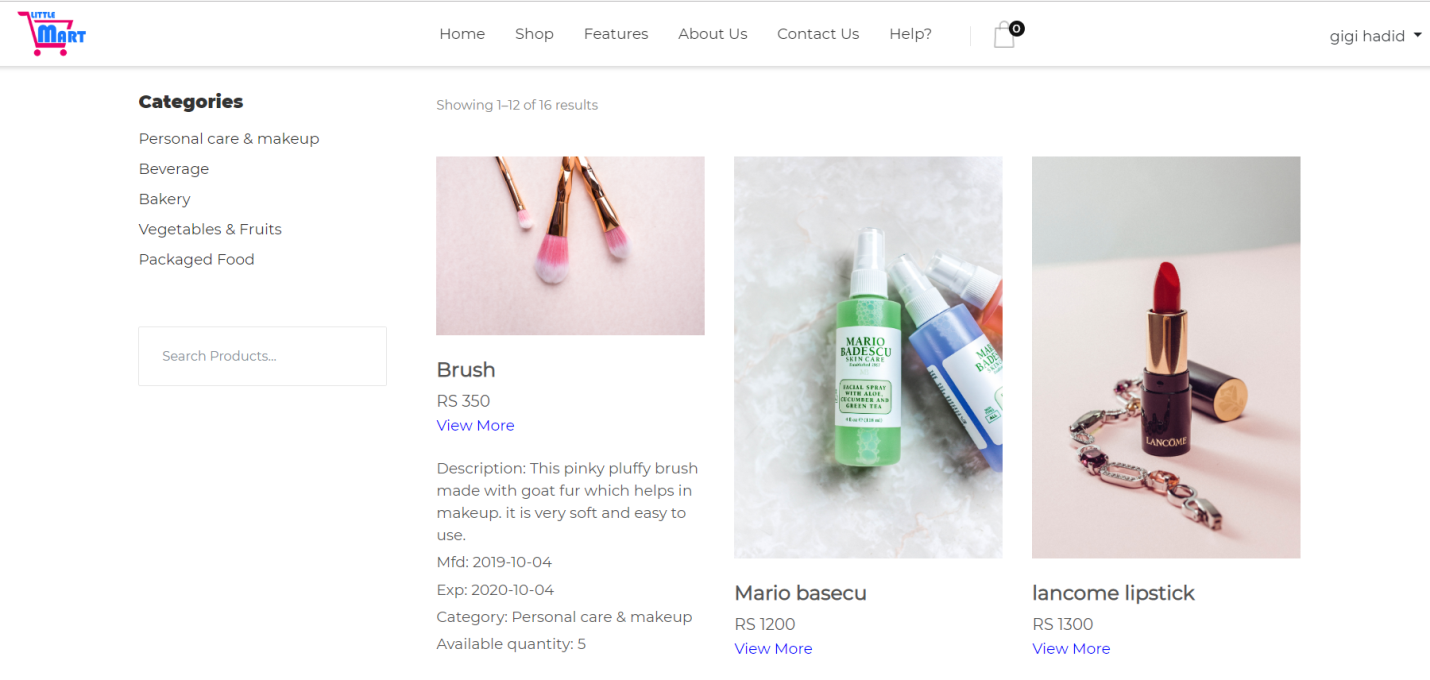 LITTLE
MART
Home
Shop
Features
About Us
Contact Us
Help?
0
gigi hadid
Categories
Personal care & makeup
Beverage
Bakery
Vegetables & Fruits
Packaged Food
Search Products...
Showing 1–12 of 16 results
Brush
RS 350
View More
Description: This pinky pluffy brush
made with goat fur which helps in
makeup. it is very soft and easy to
use.
Mfd: 2019-10-04
Exp: 2020-10-04
Category: Personal care & makeup
Available quantity: 5
MARIO
BADESCU
SKIN CARE
FACIAL SPRAY
WITH ALOE,
CUCUMBER AND
GREEN TEA
Mario basecu
RS 1200
View More
LANCÔME
lancome lipstick
RS 1300
View More